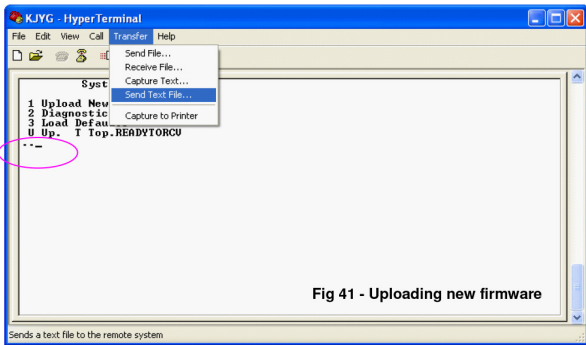 KJYG - HyperTerminal
File Edit View Call Transfer Help
Send File...
Receive File...
Capture Text...
Send Text File...
Capture to Printer
Syst
1 Upload New
2 Diagnostic
3 Load Defau
U Up. T Top.READYTORCV
.._
Fig 41 - Uploading new firmware
Sends a text file to the remote system